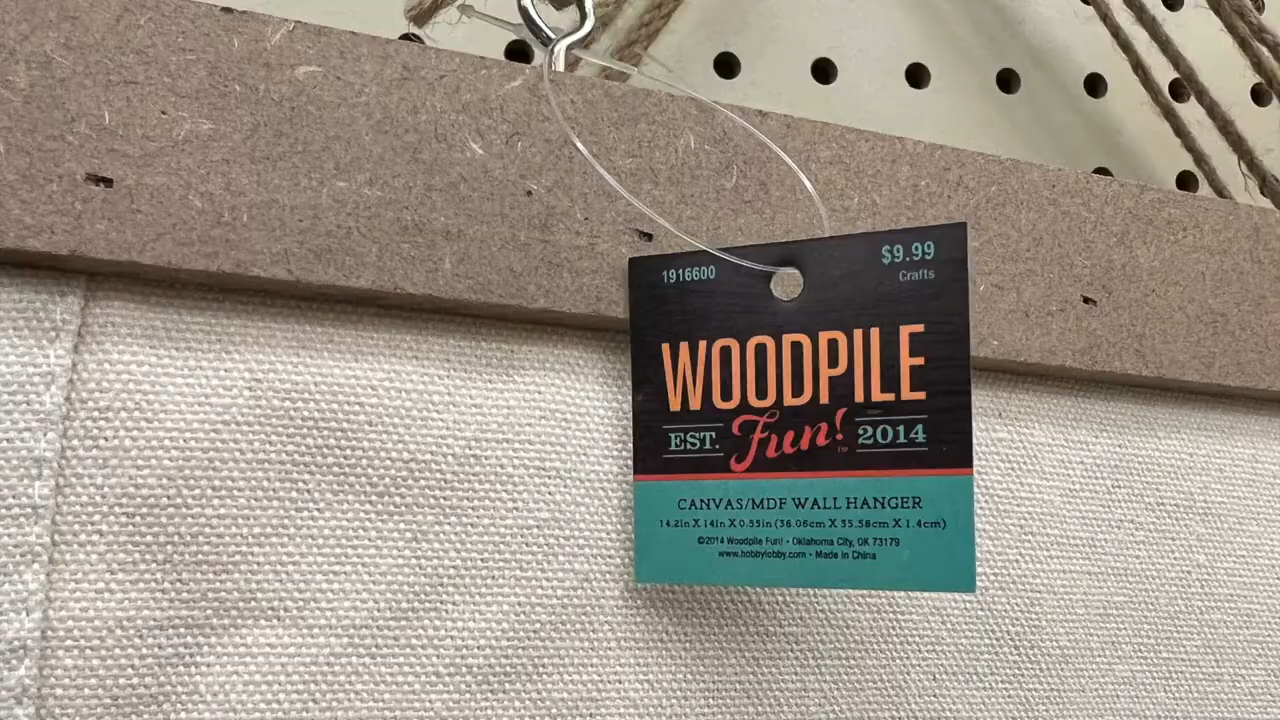 1916600
$9.99
Crafts
WOODPILE
EST. Fun! ™ 2014
CANVAS/MDF WALL HANGER
14.2in X 14in X 0.55in (36.06cm X 35.56cm X 1.4cm)
©2014 Woodpile Fun! • Oklahoma City, OK 73179
www.hobbylobby.com • Made in China